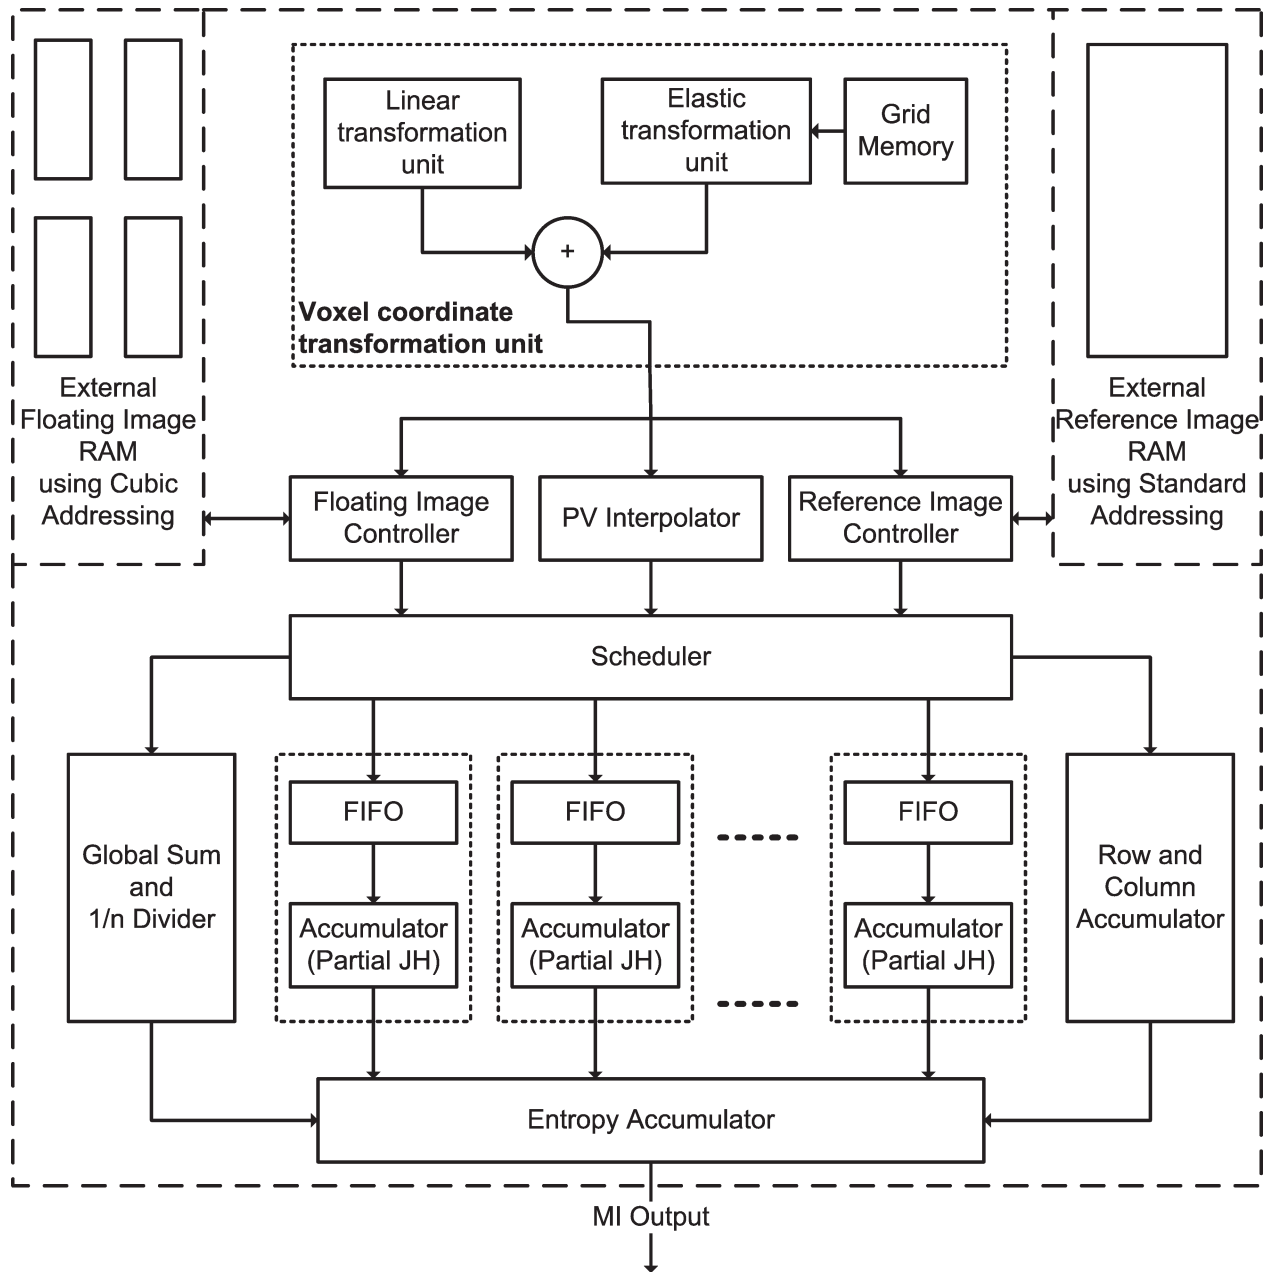 Linear
transformation
unit
Elastic
transformation
unit
Grid
Memory
+
Voxel coordinate
transformation unit
External
Floating Image
RAM
using Cubic
Addressing
External
Reference Image
RAM
using Standard
Addressing
Floating Image
Controller
PV Interpolator
Reference Image
Controller
Scheduler
Global Sum
and
1/n Divider
FIFO
Accumulator
(Partial JH)
FIFO
Accumulator
(Partial JH)
FIFO
Accumulator
(Partial JH)
Row and
Column
Accumulator
Entropy Accumulator
MI Output